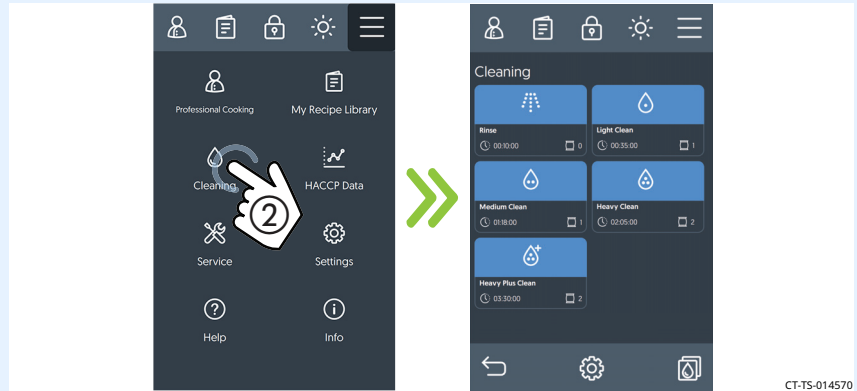 Professional Cooking
My Recipe Library
Cleaning
HACCP Data
2
Service
Settings
? Help
i Info
Cleaning
Rinse
00:10:00 0
Light Clean
00:35:00 1
Medium Clean
01:18:00 1
Heavy Clean
02:05:00 2
Heavy Plus Clean
03:30:00 2
CT-TS-014570